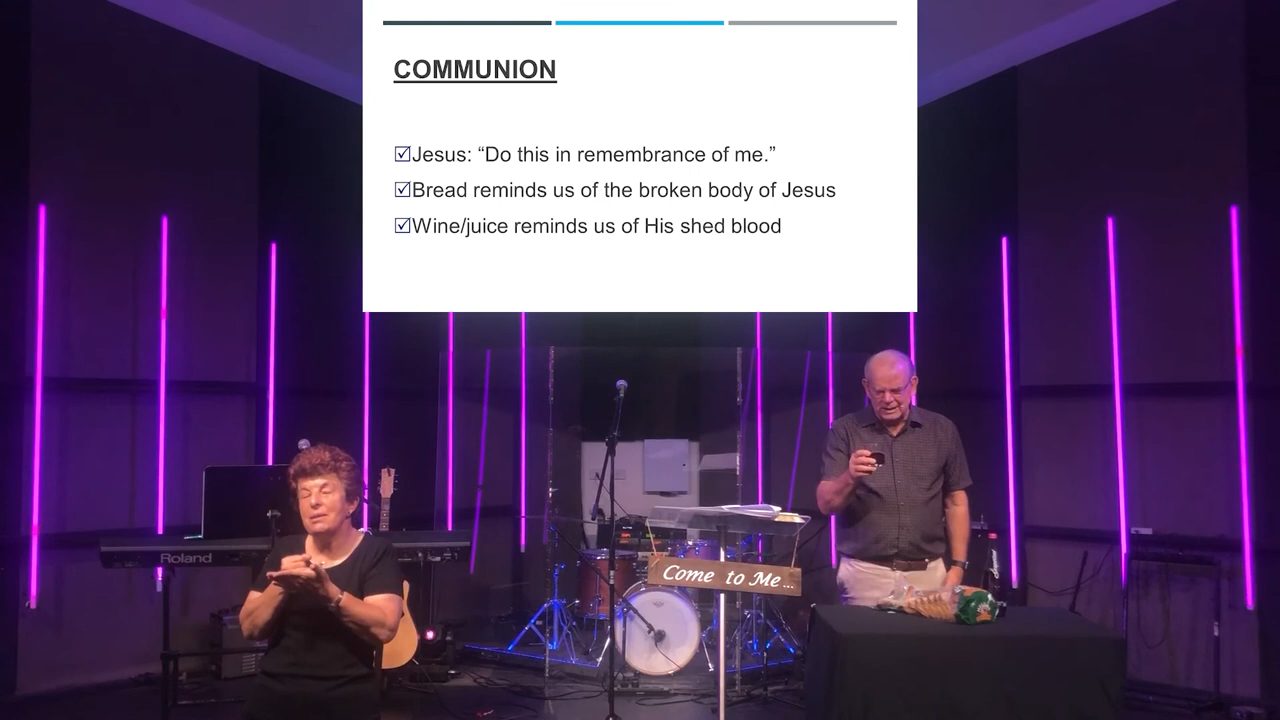 COMMUNION
☑Jesus: “Do this in remembrance of me.”
☑Bread reminds us of the broken body of Jesus
☑Wine/juice reminds us of His shed blood
Roland
Come to Me...